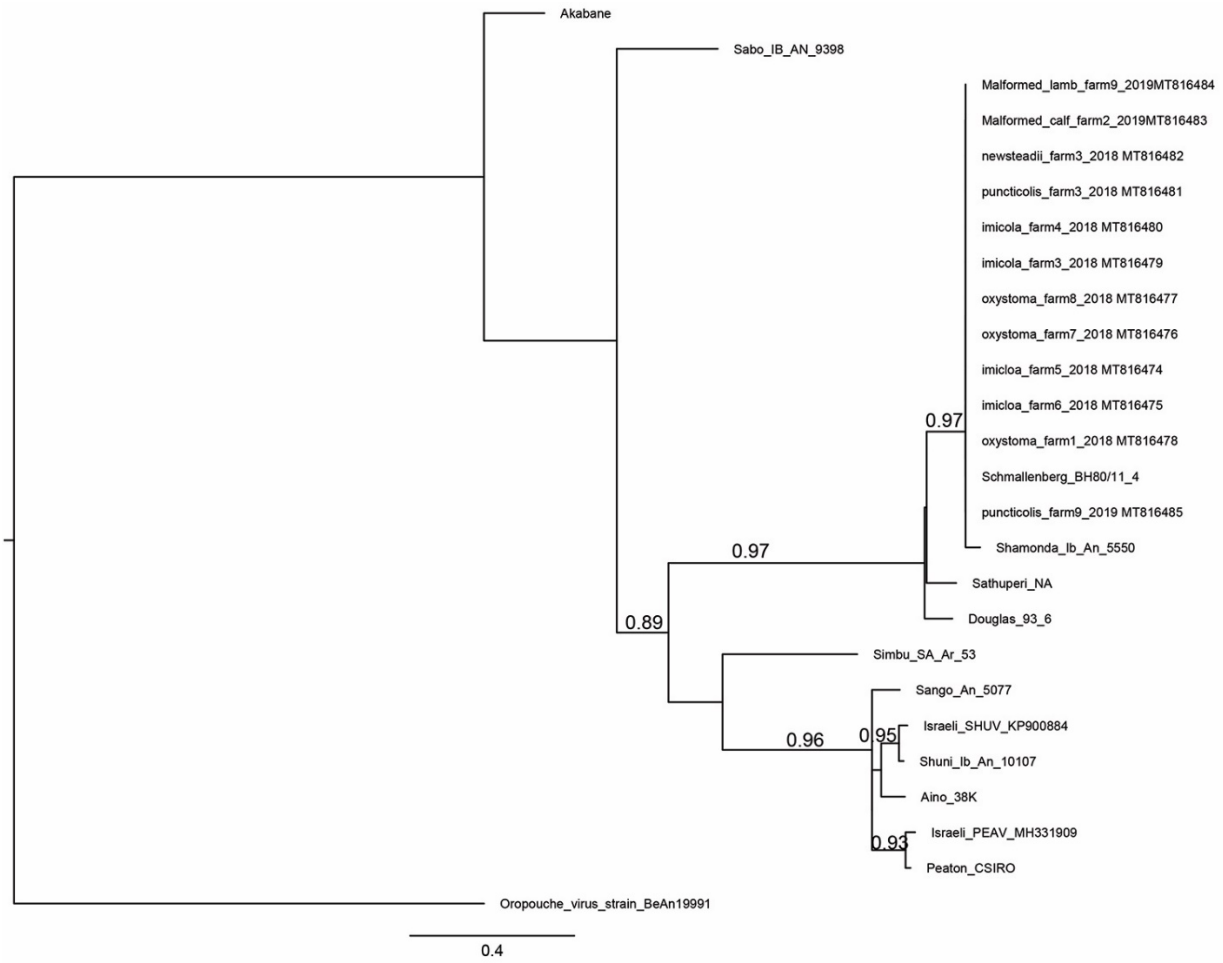 Akabane
Sabo_IB_AN_9398
Malformed_lamb_farm9_2019MT816484
Malformed_calf_farm2_2019MT816483
newsteadii_farm3_2018 MT816482
puncticolis_farm3_2018 MT816481
imicola_farm4_2018 MT816480
imicola_farm3_2018 MT816479
oxystoma_farm8_2018 MT816477
oxystoma_farm7_2018 MT816476
imicloa_farm5_2018 MT816474
imicloa_farm6_2018 MT816475
0.97
oxystoma_farm1_2018 MT816478
Schmallenberg_BH80/11_4
puncticolis_farm9_2019 MT816485
Shamonda_Ib_An_5550
0.97
Sathuperi_NA
Douglas_93_6
0.89
Simbu_SA_Ar_53
Sango_An_5077
Israeli_SHUV_KP900884
0.96
0.95
Shuni_Ib_An_10107
Aino_38K
Israeli_PEAV_MH331909
0.93
Peaton_CSIRO
Oropouche_virus_strain_BeAn19991
0.4